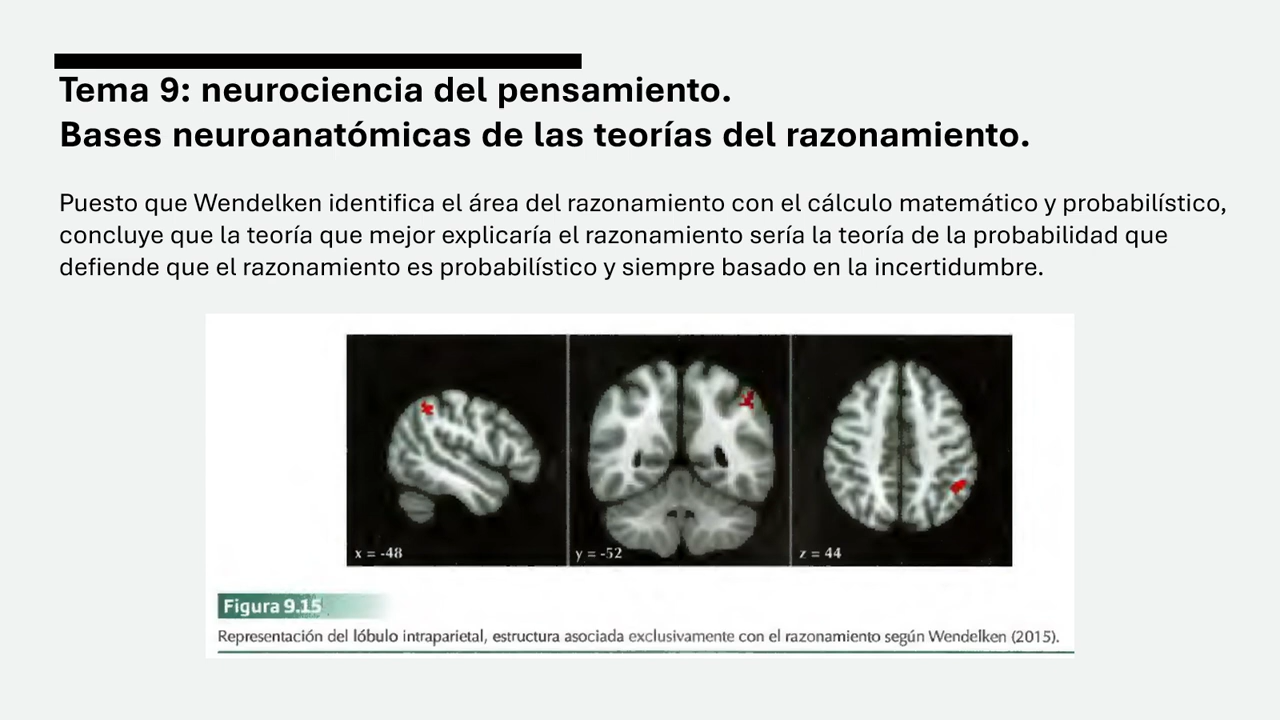 Tema 9: neurociencia del pensamiento.
Bases neuroanatómicas de las teorías del razonamiento.
Puesto que Wendelken identifica el área del razonamiento con el cálculo matemático y probabilístico,
concluye que la teoría que mejor explicaría el razonamiento sería la teoría de la probabilidad que
defiende que el razonamiento es probabilístico y siempre basado en la incertidumbre.
x = -48
y = -52
z = 44
Figura 9.15
Representación del lóbulo intraparietal, estructura asociada exclusivamente con el razonamiento según Wendelken (2015).